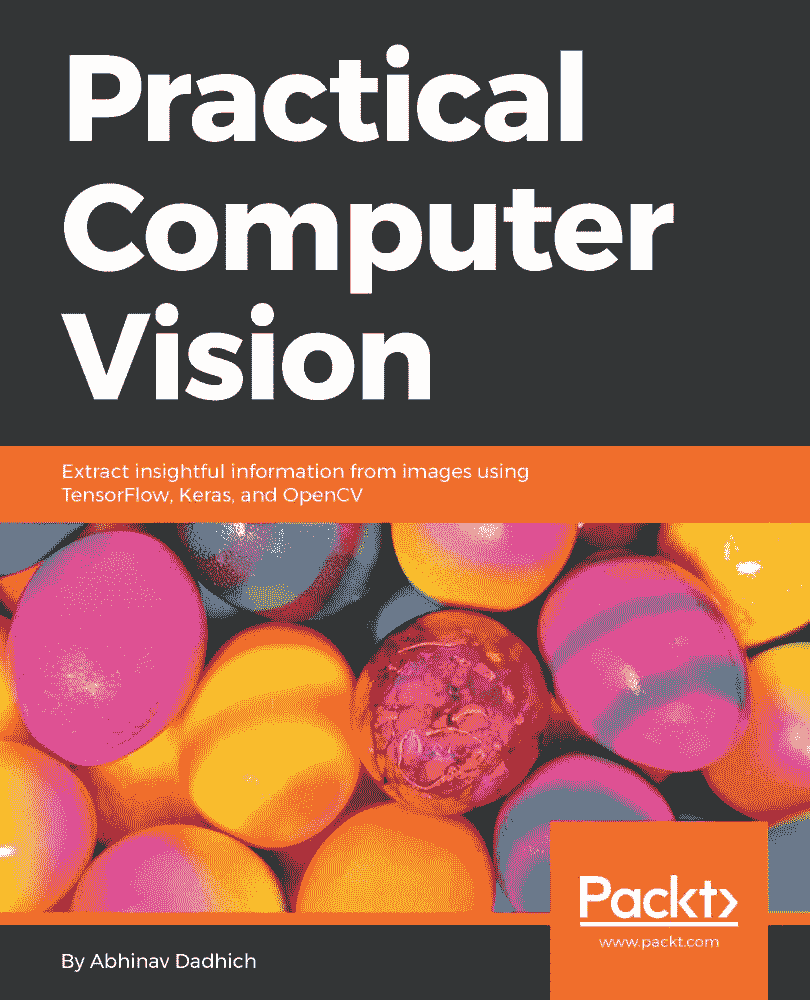 Practical
Computer
Vision
Extract insightful information from images using
TensorFlow, Keras, and OpenCV
Packt>
www.packt.com
By Abhinav Dadhich